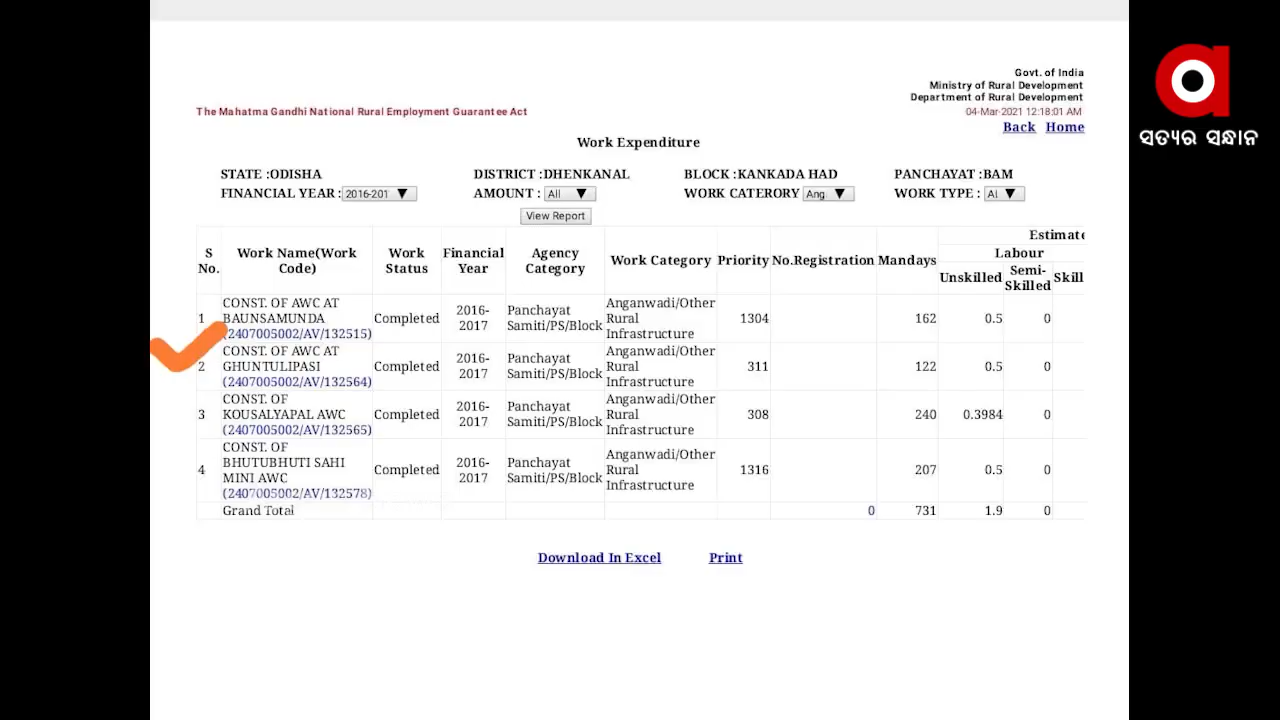 Govt. of India
Ministry of Rural Development
Department of Rural Development
The Mahatma Gandhi National Rural Employment Guarantee Act
04-Mar-2021 12:18:01 AM
Back Home
ସତ୍ୟର ସନ୍ଧାନ
Work Expenditure
STATE :ODISHA DISTRICT :DHENKANAL BLOCK :KANKADA HAD PANCHAYAT :BAM
FINANCIAL YEAR : 2016-201 ▼ AMOUNT : All ▼ WORK CATERORY Ang. ▼ WORK TYPE : Al ▼
View Report
Estimate
Labour
S No. Work Name(Work Code) Work Status Financial Year Agency Category Work Category Priority No.Registration Mandays Unskilled Semi-Skilled Skill
1 CONST. OF AWC AT BAUNSAMUNDA (2407005002/AV/132515) Completed 2016-2017 Panchayat Samiti/PS/Block Anganwadi/Other Rural Infrastructure 1304 162 0.5 0
2 CONST. OF AWC AT GHUNTULIPASI (2407005002/AV/132564) Completed 2016-2017 Panchayat Samiti/PS/Block Anganwadi/Other Rural Infrastructure 311 122 0.5 0
3 CONST. OF KOUSALYAPAL AWC (2407005002/AV/132565) Completed 2016-2017 Panchayat Samiti/PS/Block Anganwadi/Other Rural Infrastructure 308 240 0.3984 0
4 CONST. OF BHUTUBHUTI SAHI MINI AWC (2407005002/AV/132578) Completed 2016-2017 Panchayat Samiti/PS/Block Anganwadi/Other Rural Infrastructure 1316 207 0.5 0
Grand Total 0 731 1.9 0
Download In Excel Print